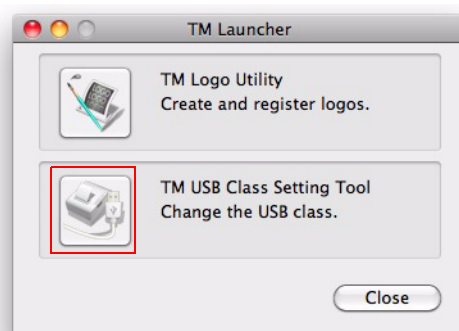 TM Launcher
TM Logo Utility
Create and register logos.
TM USB Class Setting Tool
Change the USB class.
Close